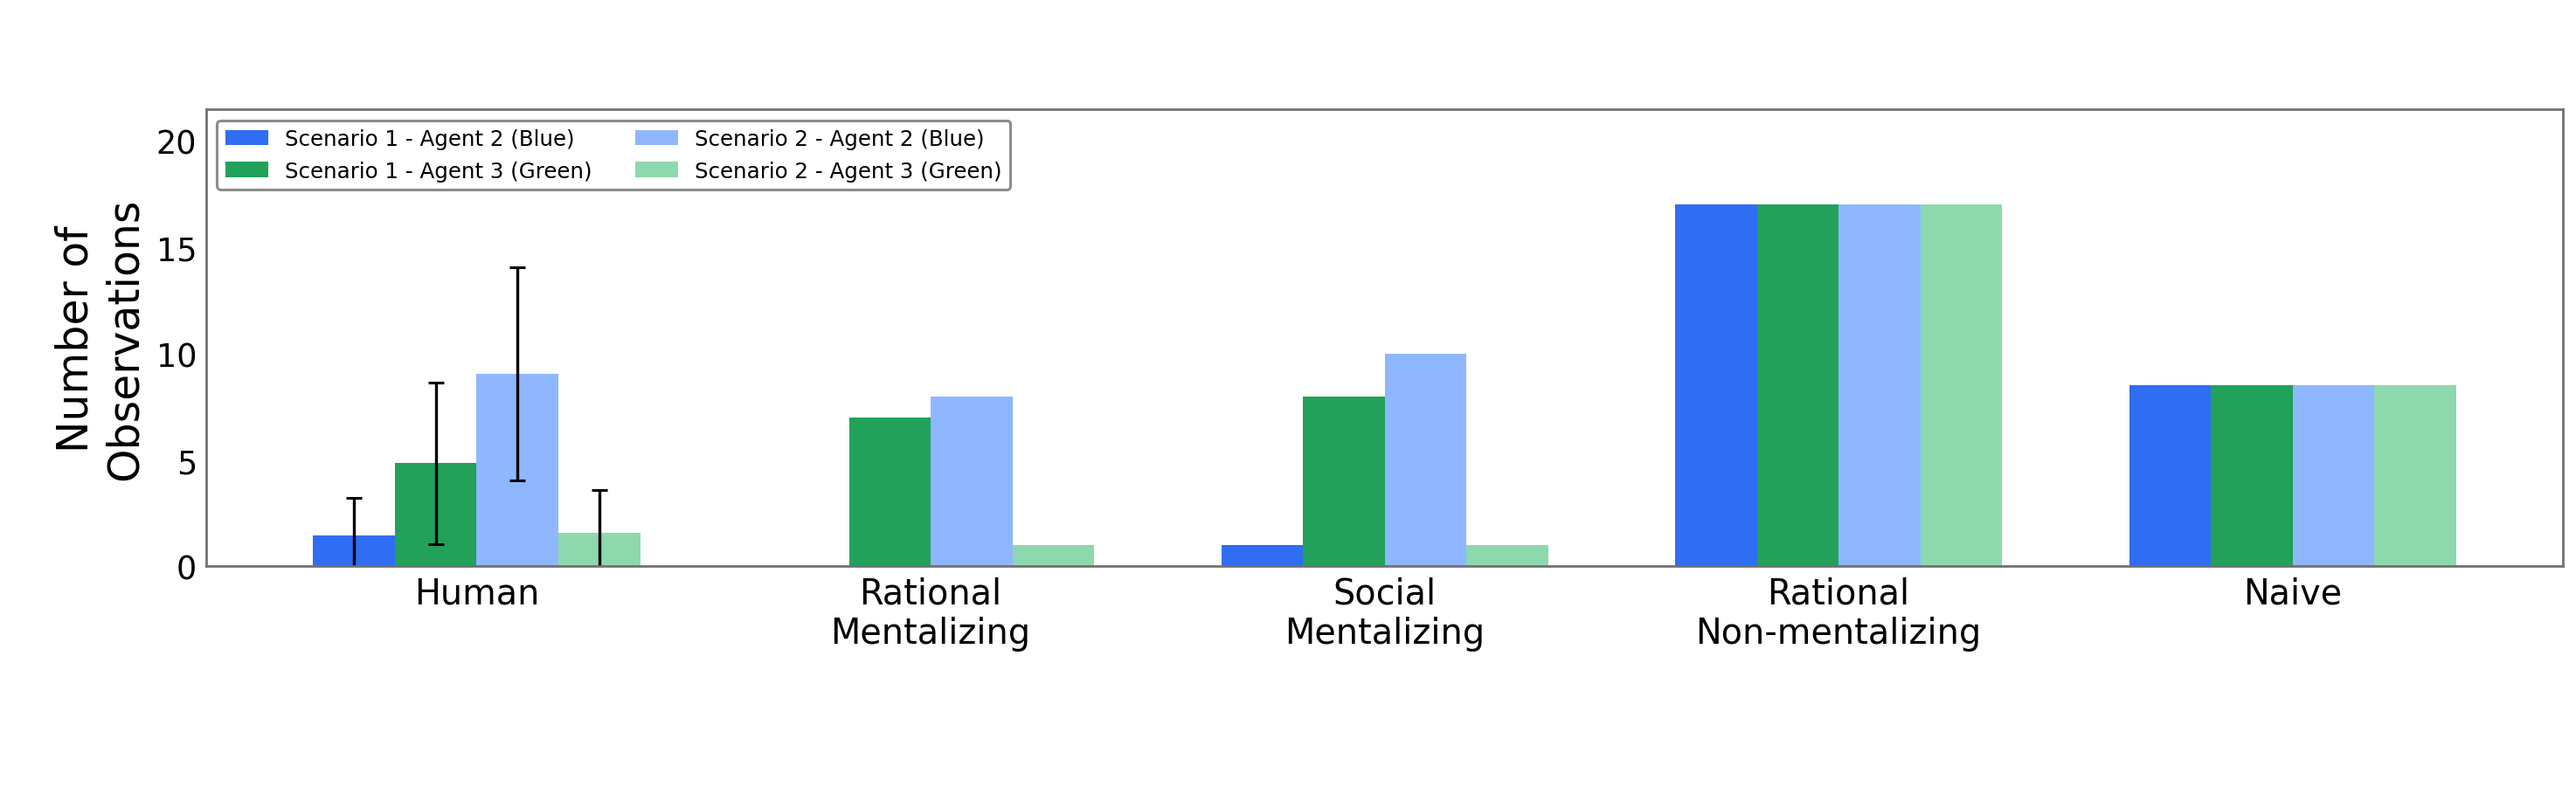 Number of
Observations
20
15
10
5
0
Scenario 1 - Agent 2 (Blue)
Scenario 1 - Agent 3 (Green)
Scenario 2 - Agent 2 (Blue)
Scenario 2 - Agent 3 (Green)
Human
Rational
Mentalizing
Social
Mentalizing
Rational
Non-mentalizing
Naive